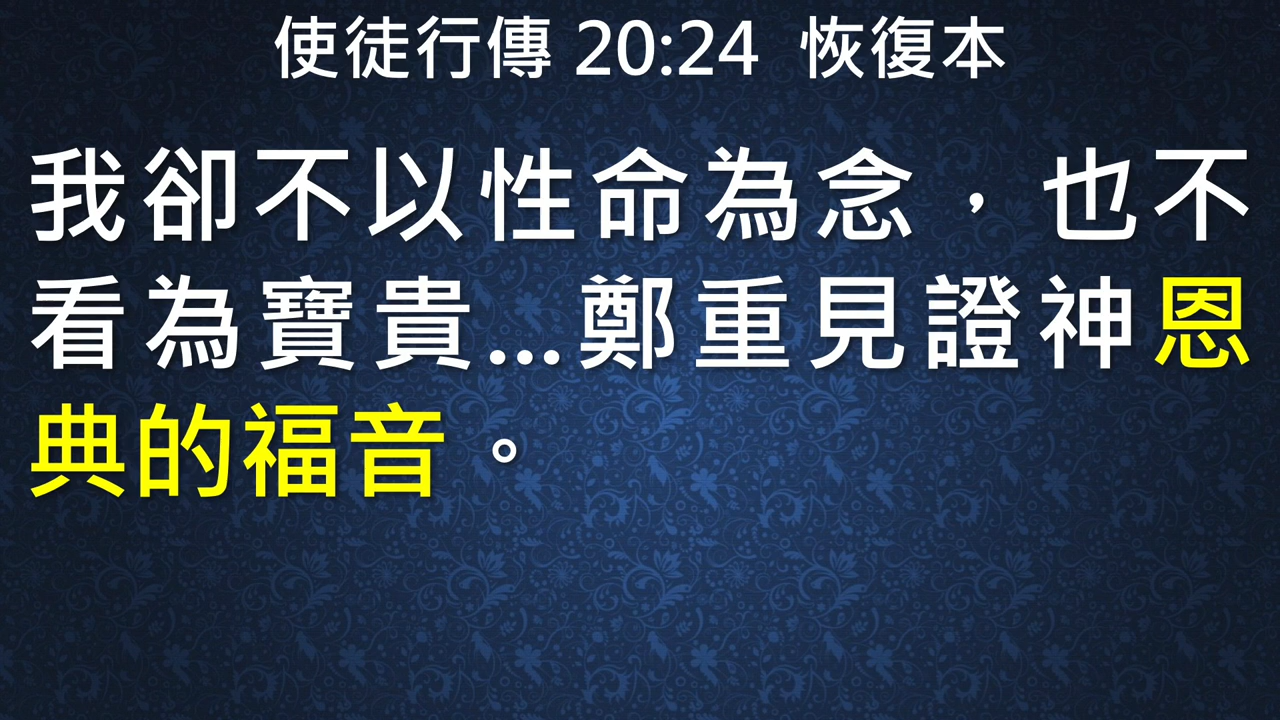 使徒行傳 20:24 恢復本
我卻不以性命為念，也不
看為寶貴…鄭重見證神恩
典的福音。